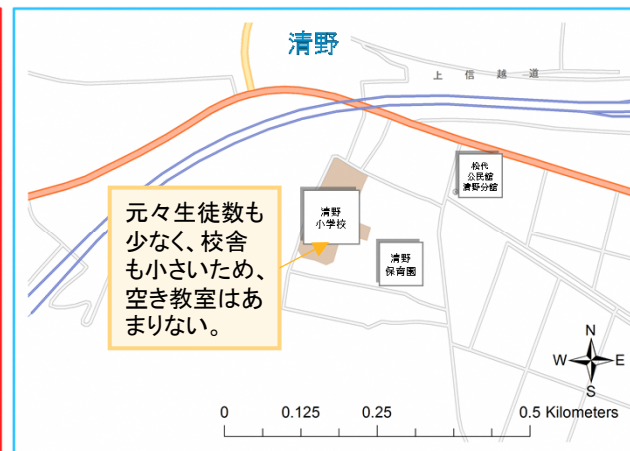 清野
上信越道
松代
公民館
清野分館
清野
小学校
元々生徒数も
少なく、校舎
も小さいため、
空き教室はあ
まりない。
清野
保育園
N
W E
S
0 0.125 0.25 0.5 Kilometers